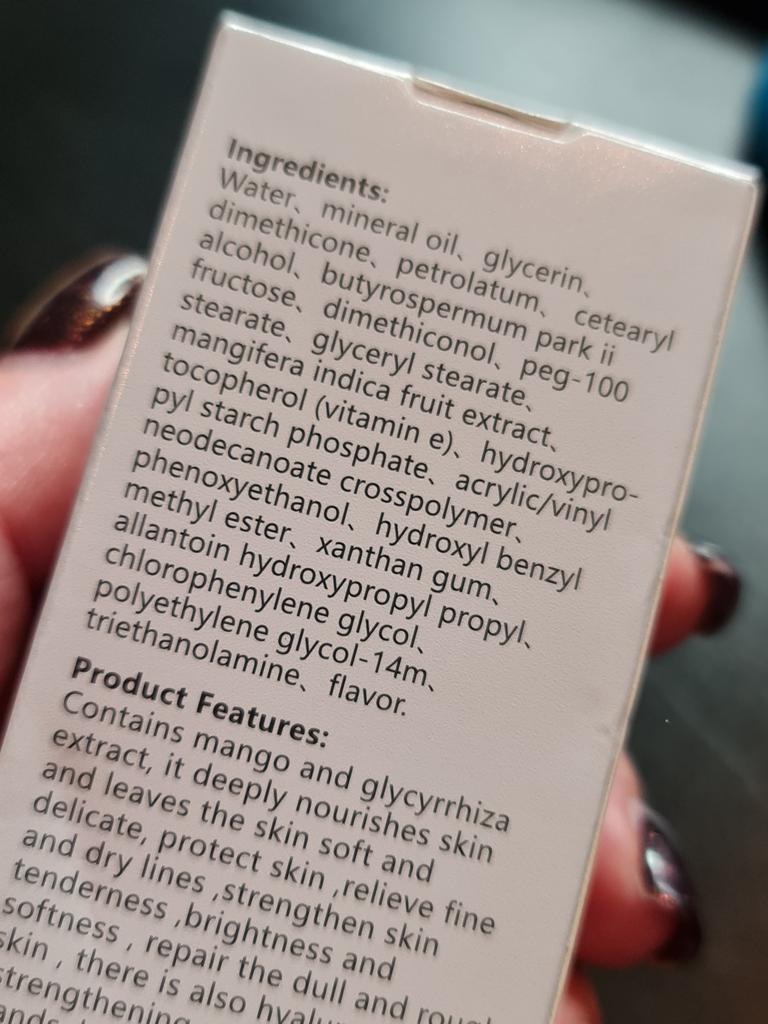 Ingredients:
Water、mineral oil、glycerin、
dimethicone、petrolatum、cetearyl
alcohol、butyrospermum park ii
fructose、dimethiconol、peg-100
stearate、glyceryl stearate、
mangifera indica fruit extract、
tocopherol (vitamin e)、hydroxypro-
pyl starch phosphate、acrylic/vinyl
neodecanoate crosspolymer、
phenoxyethanol、hydroxyl benzyl
methyl ester、xanthan gum、
allantoin hydroxypropyl propyl、
chlorophenylene glycol、
polyethylene glycol-14m、
triethanolamine、flavor.
Product Features:
Contains mango and glycyrrhiza
extract, it deeply nourishes skin
and leaves the skin soft and
delicate, protect skin ,relieve fine
and dry lines ,strengthen skin
tenderness ,brightness and
softness , repair the dull and
skin , there is also
strengthening